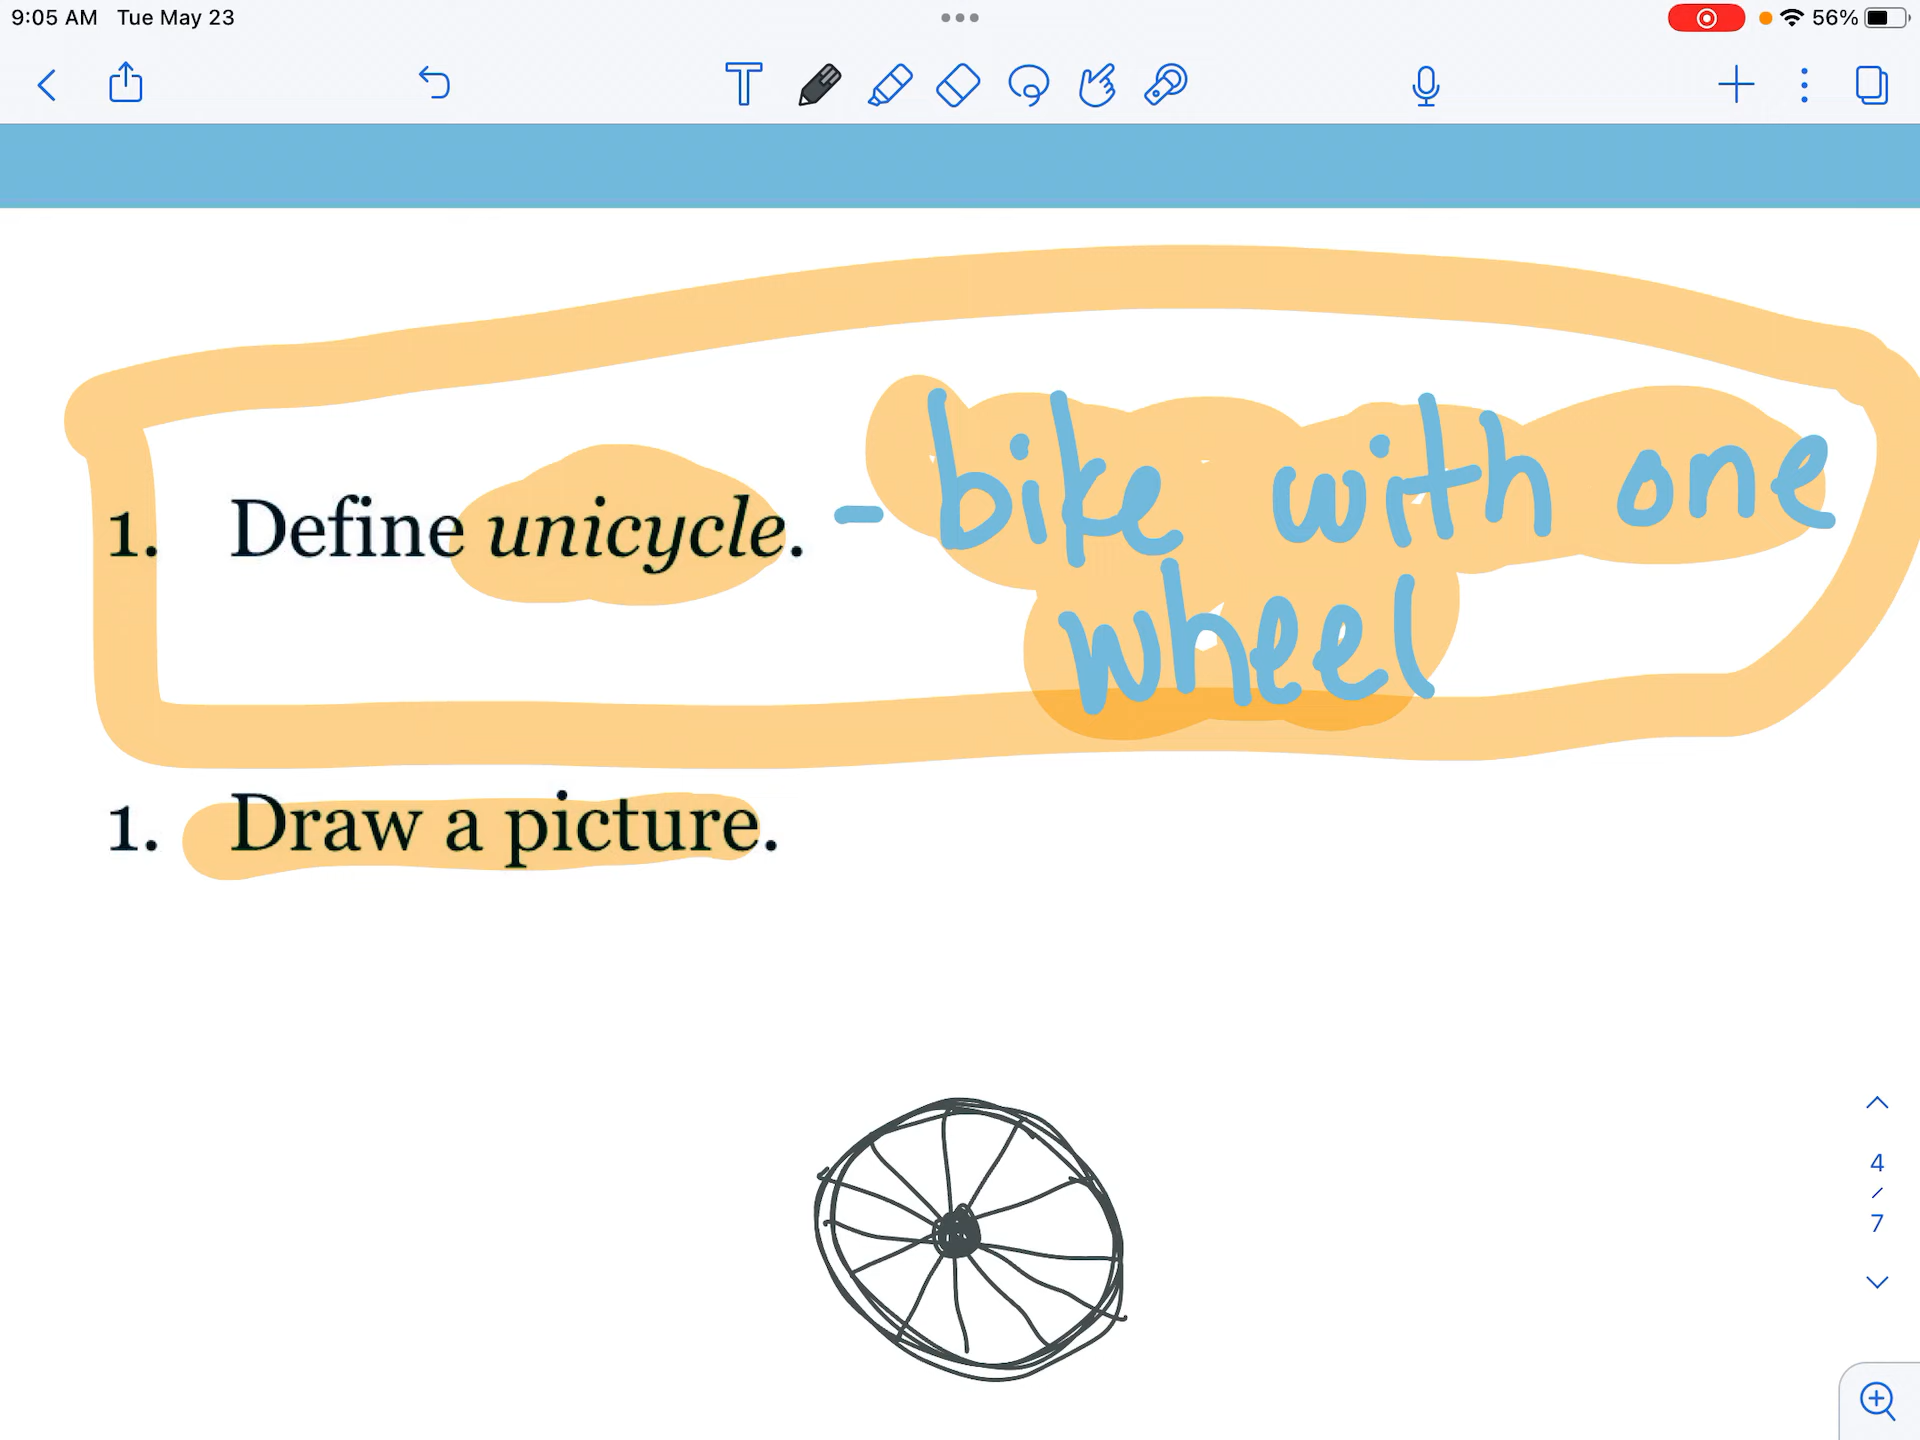 9:05 AM Tue May 23
56%
1. Define unicycle. - bike with one
wheel
1. Draw a picture.
4
/
7